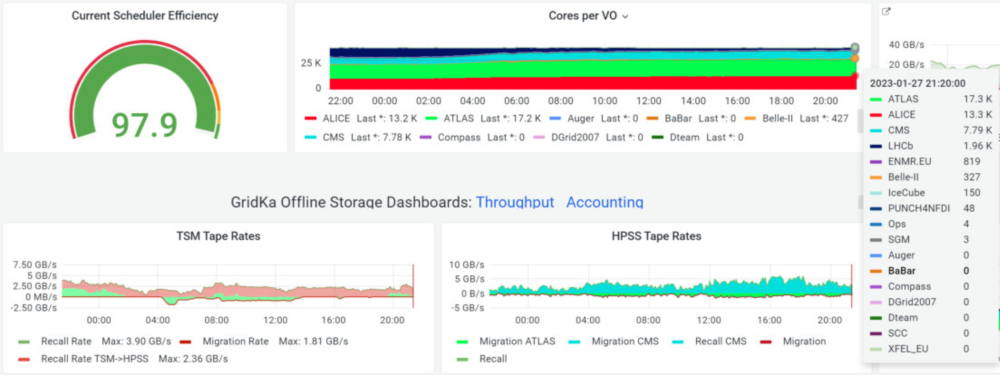 Current Scheduler Efficiency
97.9
Cores per VO
25 K
0
22:00 00:00 02:00 04:00 06:00 08:00 10:00 12:00 14:00 16:00 18:00 20:00
ALICE Last *: 13.2 K ATLAS Last *: 17.2 K Auger Last *: 0 BaBar Last *: 0 Belle-II Last *: 427
CMS Last *: 7.78 K Compass Last *: 0 DGrid2007 Last *: 0 Dteam Last *: 0
40 GB/s
20 GB/s
2023-01-27 21:20:00
ATLAS 17.3 K
ALICE 13.3 K
CMS 7.79 K
LHCb 1.96 K
ENMR.EU 819
Belle-II 327
IceCube 150
PUNCH4NFDI 48
Ops 4
SGM 3
Auger 0
BaBar 0
Compass 0
DGrid2007 0
Dteam 0
SCC 0
XFEL_EU 0
GridKa Offline Storage Dashboards: Throughput Accounting
TSM Tape Rates
7.50 GB/s
5 GB/s
2.50 GB/s
0 MB/s
-2.50 GB/s
00:00 04:00 08:00 12:00 16:00 20:00
Recall Rate Max: 3.90 GB/s Migration Rate Max: 1.81 GB/s
Recall Rate TSM->HPSS Max: 2.36 GB/s
HPSS Tape Rates
10 GB/s
5 GB/s
0 B/s
-5 GB/s
00:00 04:00 08:00 12:00 16:00 20:00
Migration ATLAS Migration CMS Recall CMS Migration
Recall